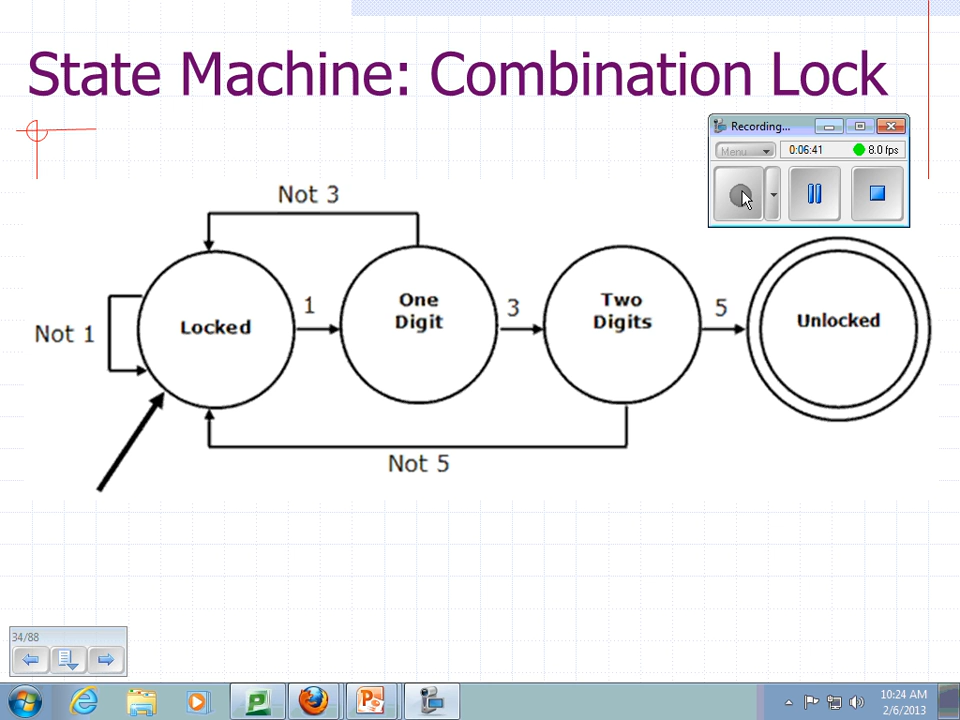 State Machine: Combination Lock
Recording...
Menu
0:06:41
8.0 fps
Not 3
Not 1
Locked
1
One
Digit
3
Two
Digits
5
Unlocked
Not 5
34/88
10:24 AM
2/6/2013